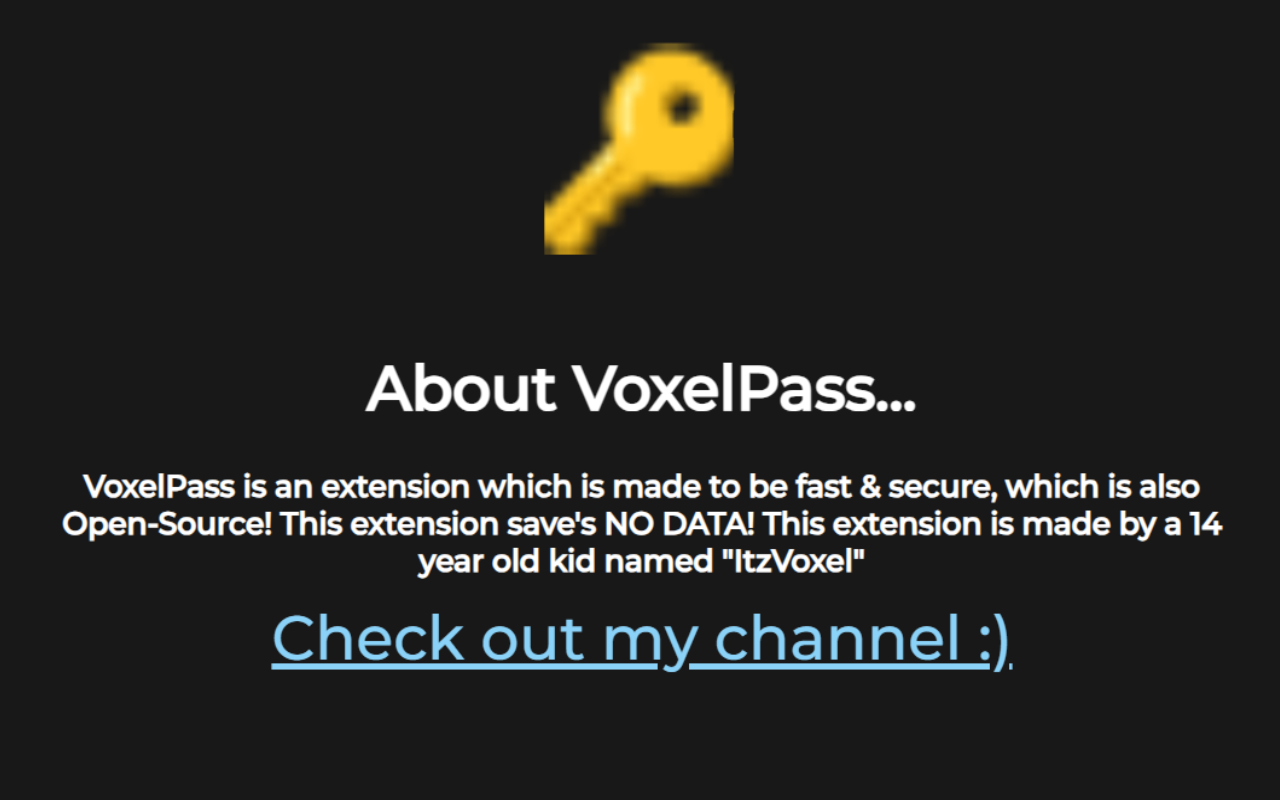 About VoxelPass...
VoxelPass is an extension which is made to be fast & secure, which is also
Open-Source! This extension save's NO DATA! This extension is made by a 14
year old kid named "ItzVoxel"
Check out my channel :)